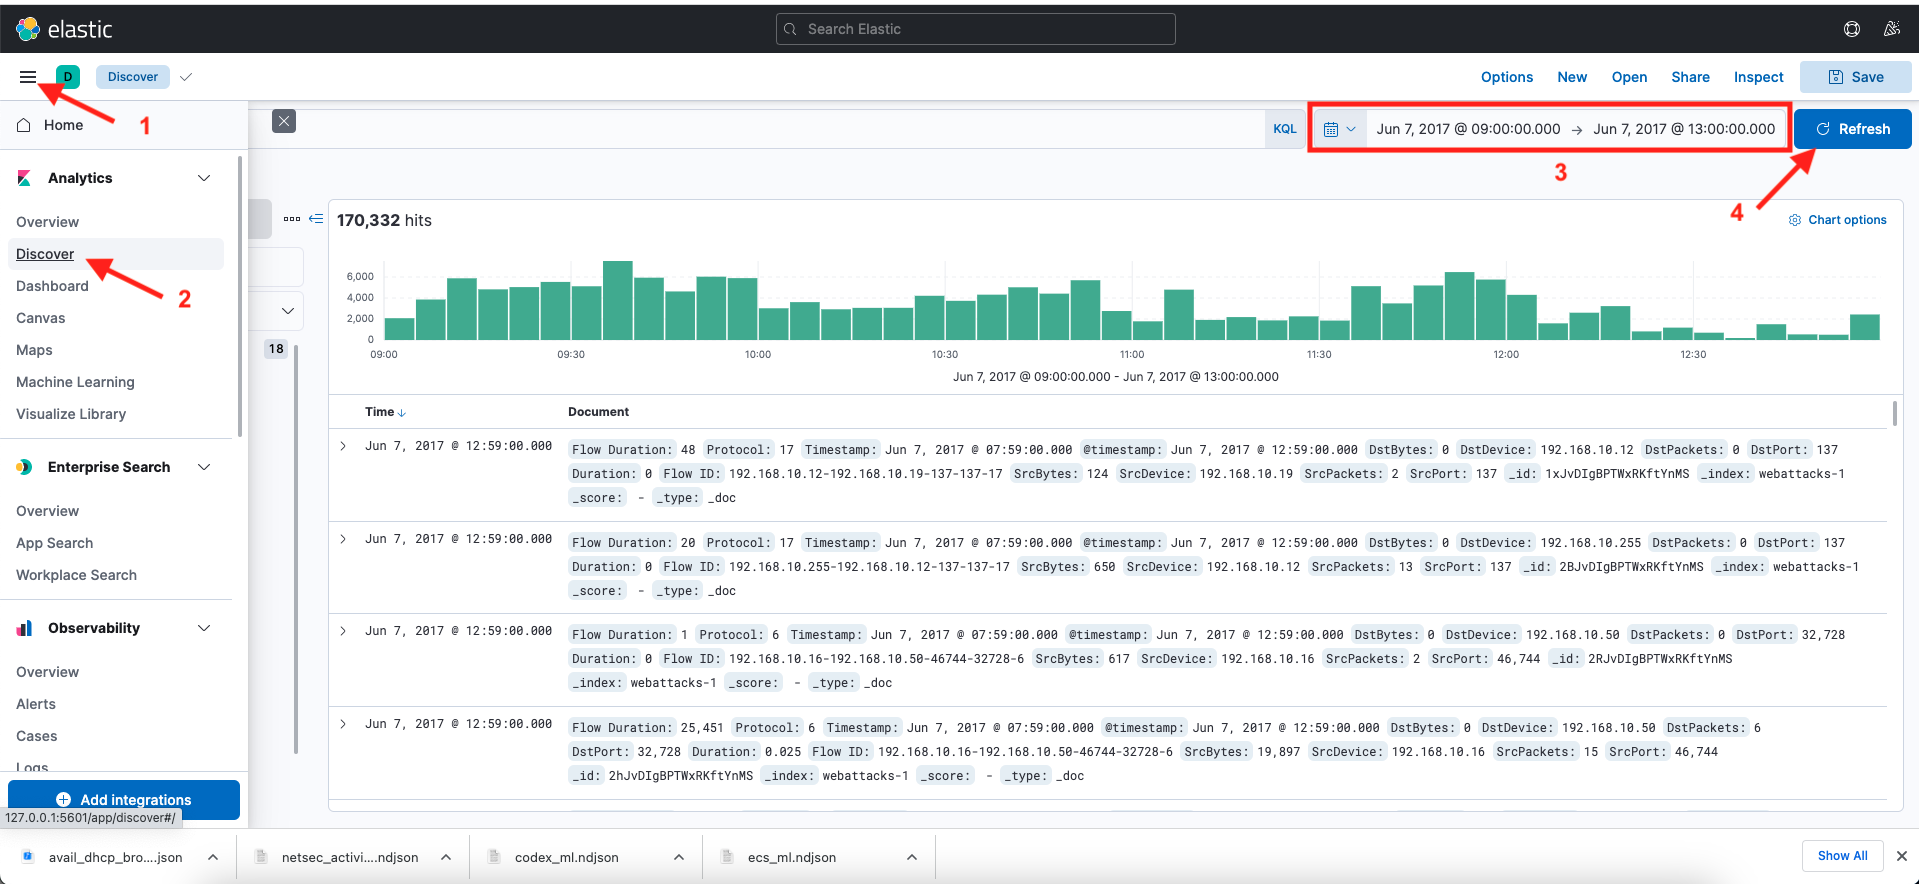 elastic
Search Elastic
D
Discover
Options
New
Open
Share
Inspect
Save
1
Home
KQL
Jun 7, 2017 @ 09:00:00.000 → Jun 7, 2017 @ 13:00:00.000
Refresh
3
4
Analytics
Overview
Discover
2
Dashboard
Canvas
Maps
Machine Learning
Visualize Library
Enterprise Search
Overview
App Search
Workplace Search
Observability
Overview
Alerts
Cases
Logs
Add integrations
127.0.0.1:5601/app/discover#/
18
170,332 hits
Chart options
6,000
4,000
2,000
0
09:00 09:30 10:00 10:30 11:00 11:30 12:00 12:30
Jun 7, 2017 @ 09:00:00.000 - Jun 7, 2017 @ 13:00:00.000
Time ↓ Document
Jun 7, 2017 @ 12:59:00.000 Flow Duration: 48 Protocol: 17 Timestamp: Jun 7, 2017 @ 07:59:00.000 @timestamp: Jun 7, 2017 @ 12:59:00.000 DstBytes: 0 DstDevice: 192.168.10.12 DstPackets: 0 DstPort: 137
Duration: 0 Flow ID: 192.168.10.12-192.168.10.19-137-137-17 SrcBytes: 124 SrcDevice: 192.168.10.19 SrcPackets: 2 SrcPort: 137 _id: 1xJvDIgBPTWxRKftYnMS _index: webattacks-1
_score: - _type: _doc
Jun 7, 2017 @ 12:59:00.000 Flow Duration: 20 Protocol: 17 Timestamp: Jun 7, 2017 @ 07:59:00.000 @timestamp: Jun 7, 2017 @ 12:59:00.000 DstBytes: 0 DstDevice: 192.168.10.255 DstPackets: 0 DstPort: 137
Duration: 0 Flow ID: 192.168.10.255-192.168.10.12-137-137-17 SrcBytes: 650 SrcDevice: 192.168.10.12 SrcPackets: 13 SrcPort: 137 _id: 2BJvDIgBPTWxRKftYnMS _index: webattacks-1
_score: - _type: _doc
Jun 7, 2017 @ 12:59:00.000 Flow Duration: 1 Protocol: 6 Timestamp: Jun 7, 2017 @ 07:59:00.000 @timestamp: Jun 7, 2017 @ 12:59:00.000 DstBytes: 0 DstDevice: 192.168.10.50 DstPackets: 0 DstPort: 32,728
Duration: 0 Flow ID: 192.168.10.16-192.168.10.50-46744-32728-6 SrcBytes: 617 SrcDevice: 192.168.10.16 SrcPackets: 2 SrcPort: 46,744 _id: 2RJvDIgBPTWxRKftYnMS
_index: webattacks-1 _score: - _type: _doc
Jun 7, 2017 @ 12:59:00.000 Flow Duration: 25,451 Protocol: 6 Timestamp: Jun 7, 2017 @ 07:59:00.000 @timestamp: Jun 7, 2017 @ 12:59:00.000 DstBytes: 0 DstDevice: 192.168.10.50 DstPackets: 6
DstPort: 32,728 Duration: 0.025 Flow ID: 192.168.10.16-192.168.10.50-46744-32728-6 SrcBytes: 19,897 SrcDevice: 192.168.10.16 SrcPackets: 15 SrcPort: 46,744
_id: 2hJvDIgBPTWxRKftYnMS _index: webattacks-1 _score: - _type: _doc
avail_dhcp_bro....json
netsec_activi....ndjson
codex_ml.ndjson
ecs_ml.ndjson
Show All